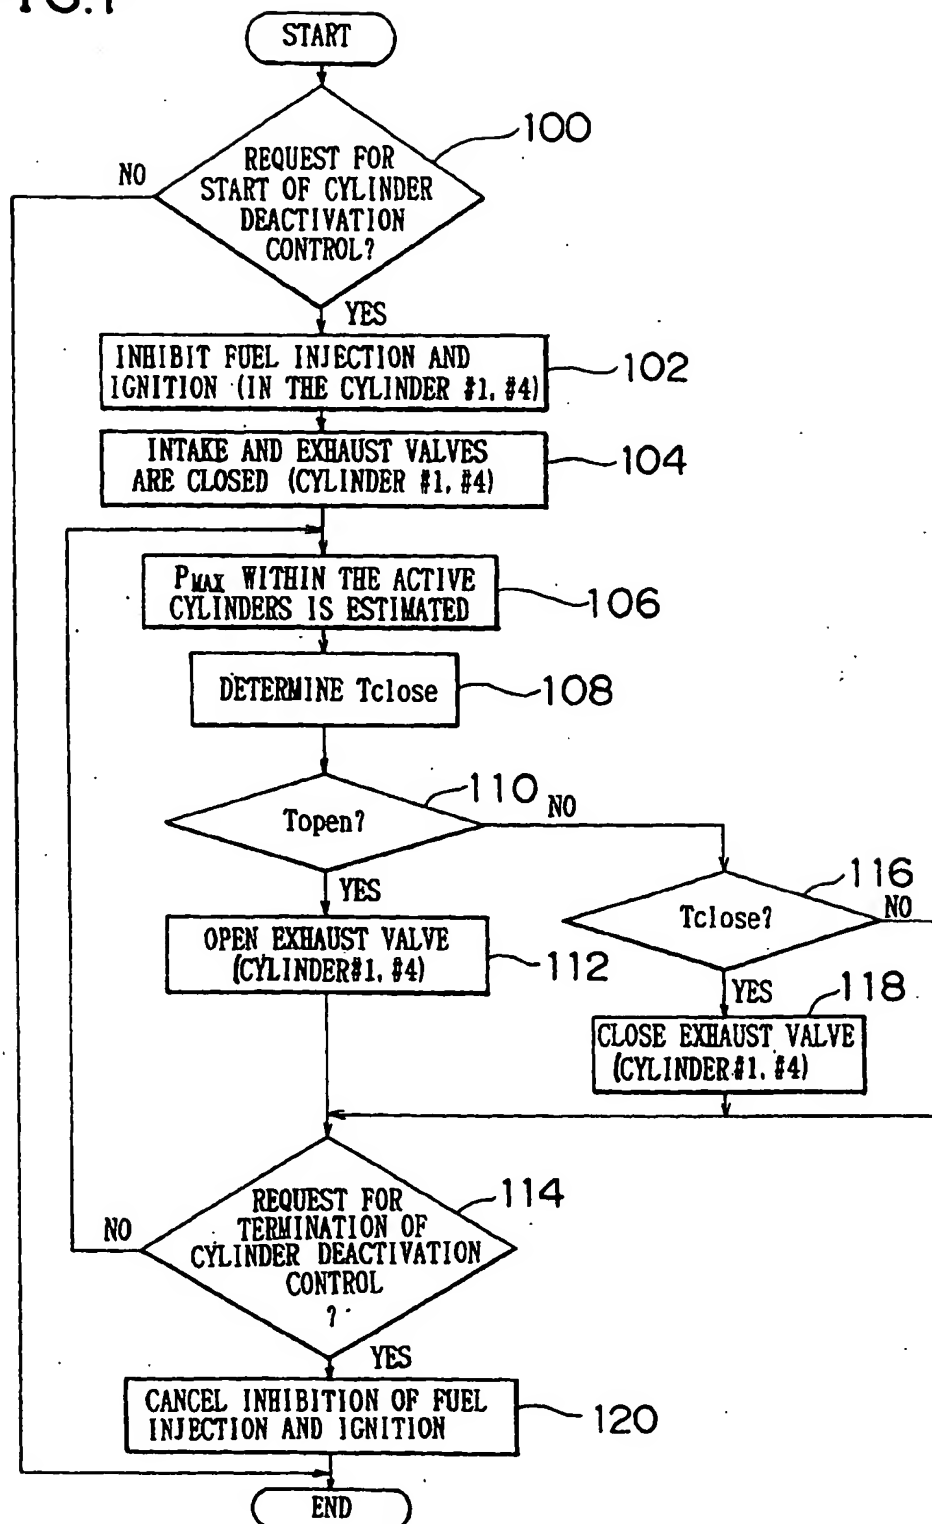 START
100
REQUEST FOR
START OF CYLINDER
DEACTIVATION
CONTROL?
NO
YES
INHIBIT FUEL INJECTION AND
IGNITION (IN THE CYLINDER #1, #4)
102
INTAKE AND EXHAUST VALVES
ARE CLOSED (CYLINDER #1, #4)
104
PMAX WITHIN THE ACTIVE
CYLINDERS IS ESTIMATED
106
DETERMINE Tclose
108
Topen?
110
NO
YES
116
Tclose?
NO
OPEN EXHAUST VALVE
(CYLINDER#1, #4)
112
YES
118
CLOSE EXHAUST VALVE
(CYLINDER#1, #4)
REQUEST FOR
TERMINATION OF
CYLINDER DEACTIVATION
CONTROL
?
114
NO
YES
CANCEL INHIBITION OF FUEL
INJECTION AND IGNITION
120
END